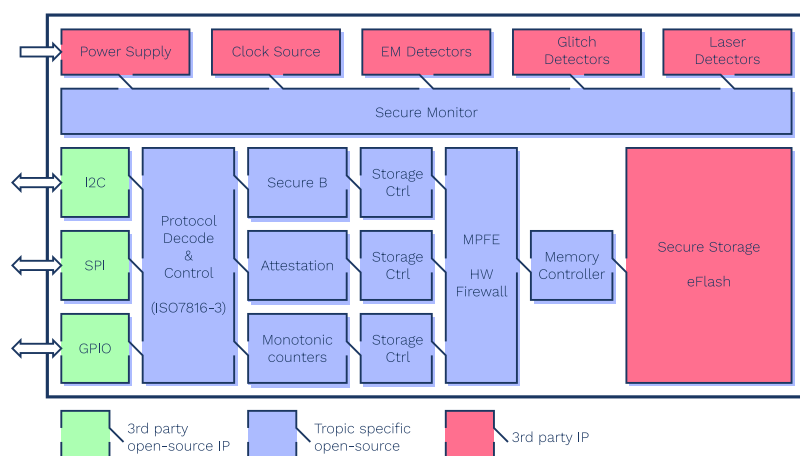 Power Supply
Clock Source
EM Detectors
Glitch
Detectors
Laser
Detectors
Secure Monitor
I2C
SPI
GPIO
Protocol
Decode
&
Control
(ISO7816-3)
Secure B
Attestation
Monotonic
counters
Storage
Ctrl
Storage
Ctrl
Storage
Ctrl
MPFE
HW
Firewall
Memory
Controller
Secure Storage
eFlash
3rd party
open-source IP
Tropic specific
open-source
3rd party IP